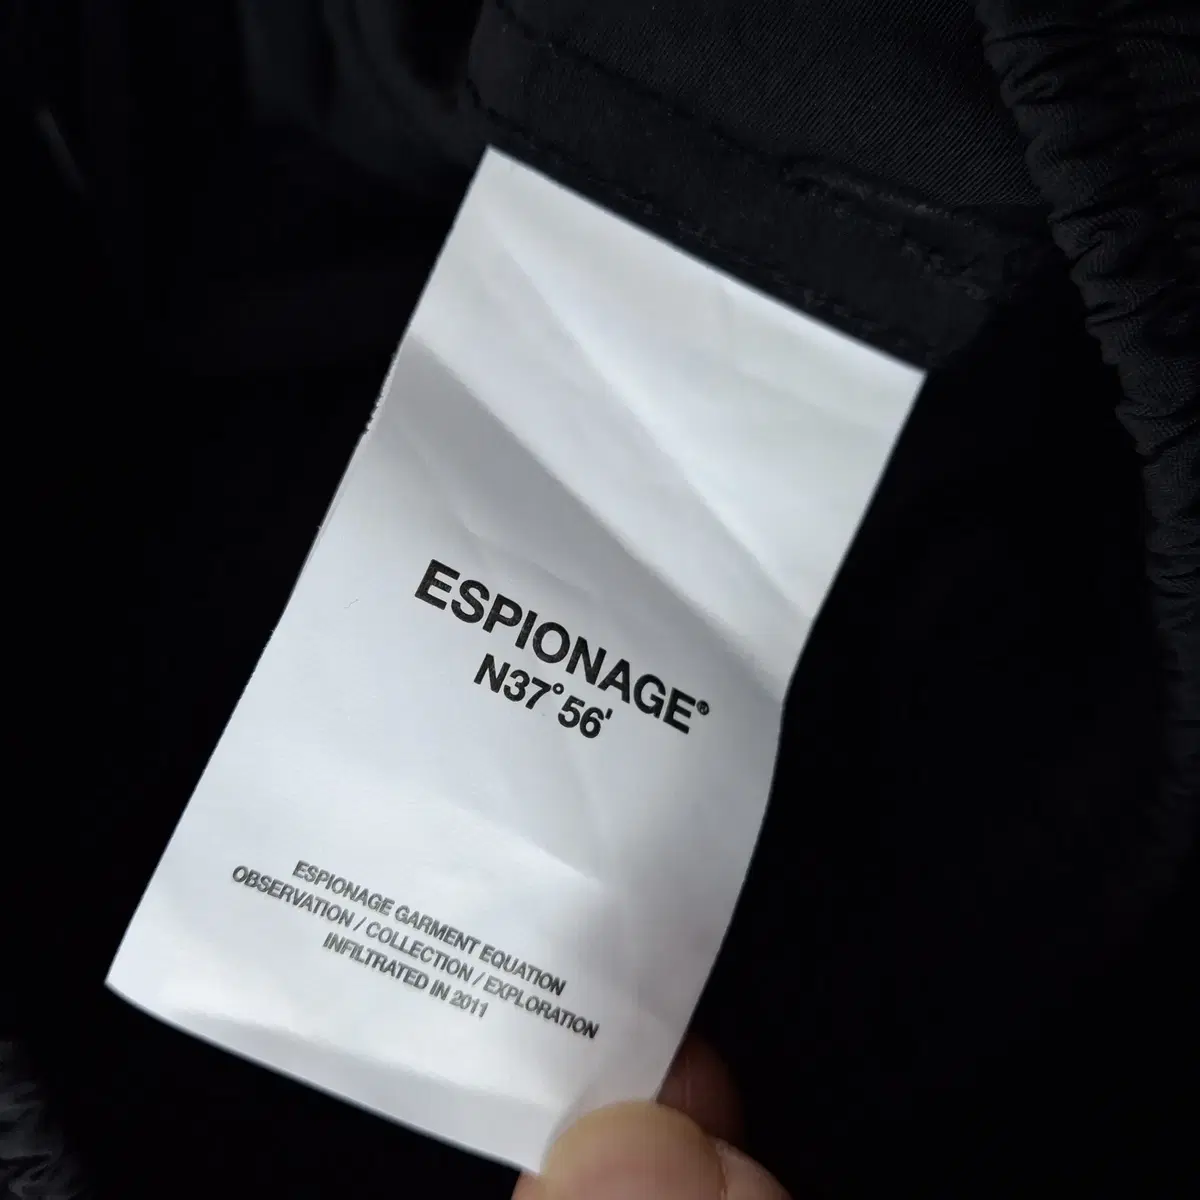 ESPIONAGE®
N37°56'
ESPIONAGE GARMENT EQUATION
OBSERVATION / COLLECTION / EXPLORATION
INFILTRATED IN 2011